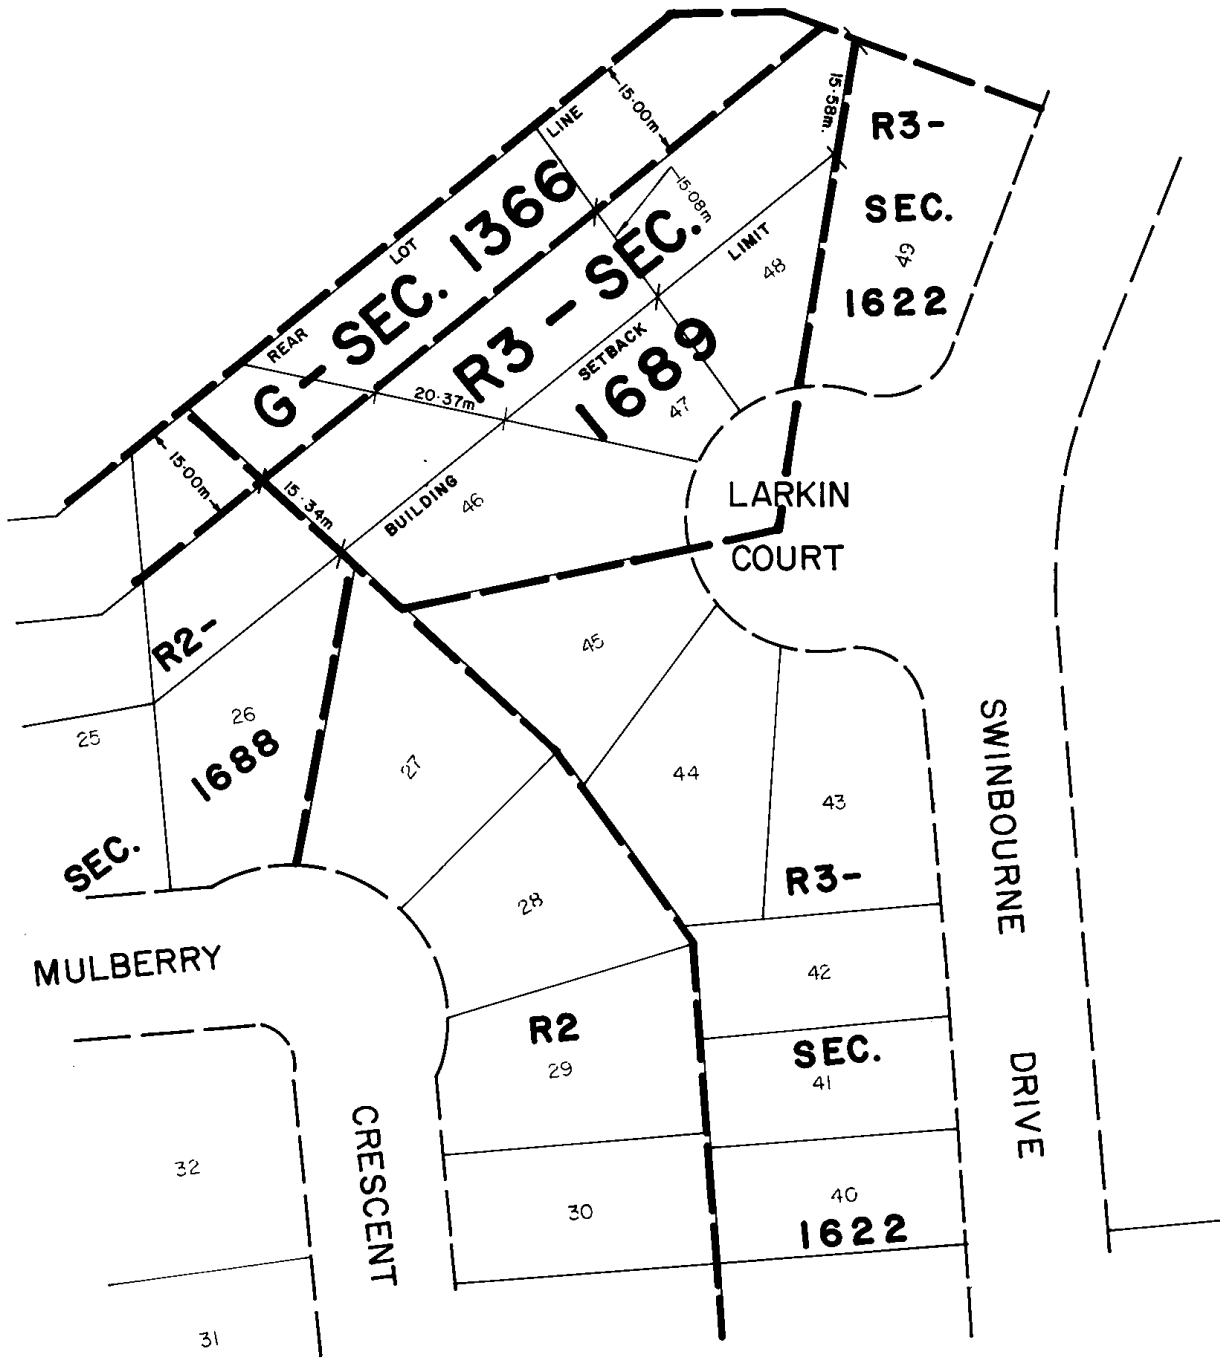 15·00m
LINE
15·58m.
R3-
SEC.
49
1622
G - SEC. 1366
REAR
LOT
15·08m
R3 - SEC.
1689
LIMIT
48
SETBACK
47
20·37m
15·00m
15·34m
BUILDING
46
LARKIN
COURT
R2-
45
26
25
1688
27
44
43
SEC.
R3-
28
SWINBOURNE
DRIVE
MULBERRY
CRESCENT
42
R2
29
SEC.
41
32
30
40
1622
31